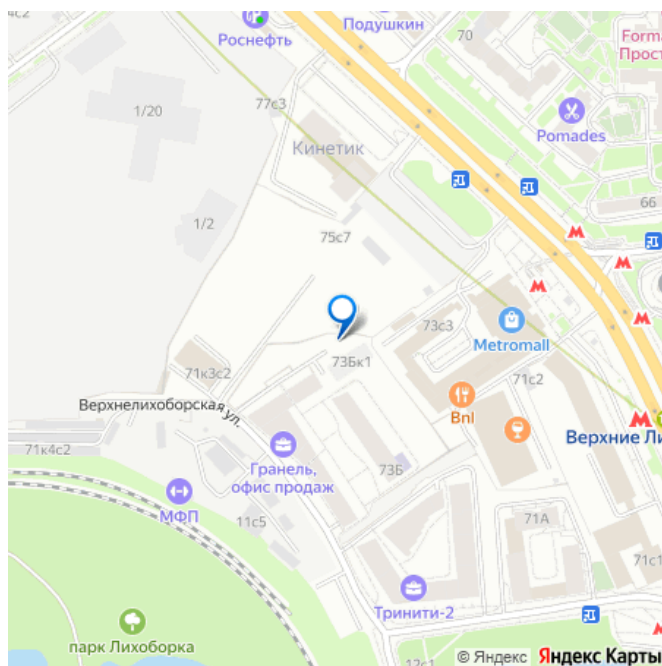 4с2
Роснефть
Подушкин
70
Forma
Прост
1/20
77с3
Кинетик
Pomades
66
1/2
75с7
М
М
М
М
73с3
Metromall
73Бк1
71к3с2
71с2
Верхнелихоборская ул.
Bnl
М
Верхние Ли
71к4с2
Гранель,
офис продаж
73Б
МФП
11с5
71А
71с1
Тринити-2
парк Лихоборка
12с1
М
© Яндекс Яндекс Карты